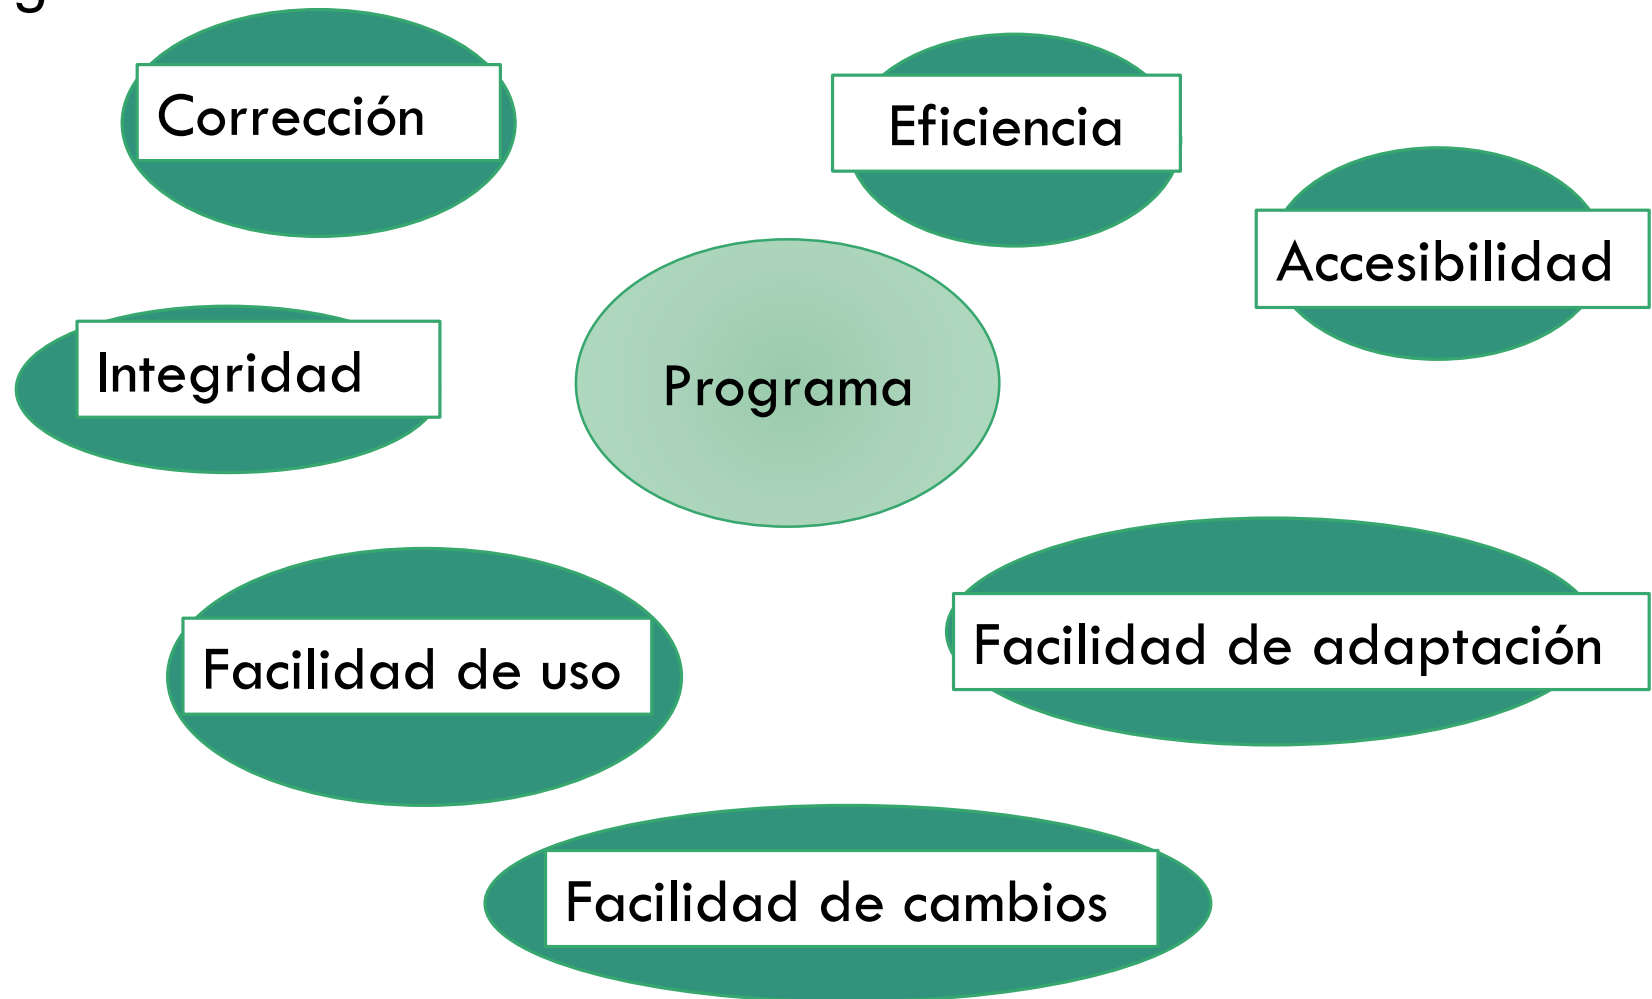 Corrección
Eficiencia
Accesibilidad
Integridad
Programa
Facilidad de uso
Facilidad de adaptación
Facilidad de cambios